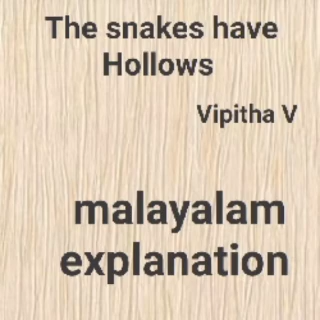 The snakes have
Hollows
Vipitha V
malayalam
explanation